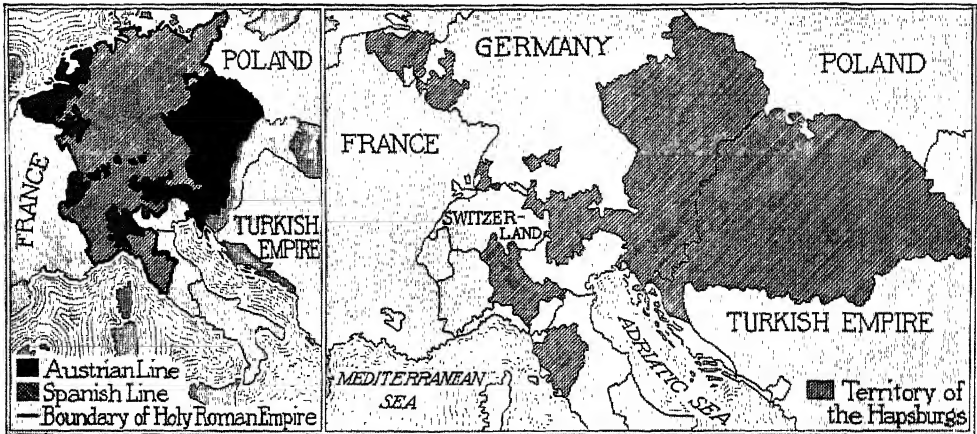 POLAND
FRANCE
TURKISH
EMPIRE
Austrian Line
Spanish Line
Boundary of Holy Roman Empire
GERMANY
POLAND
FRANCE
SWITZER-
LAND
TURKISH EMPIRE
ADRIATIC SEA
MEDITERRANEAN
SEA
Territory of
the Hapsburgs